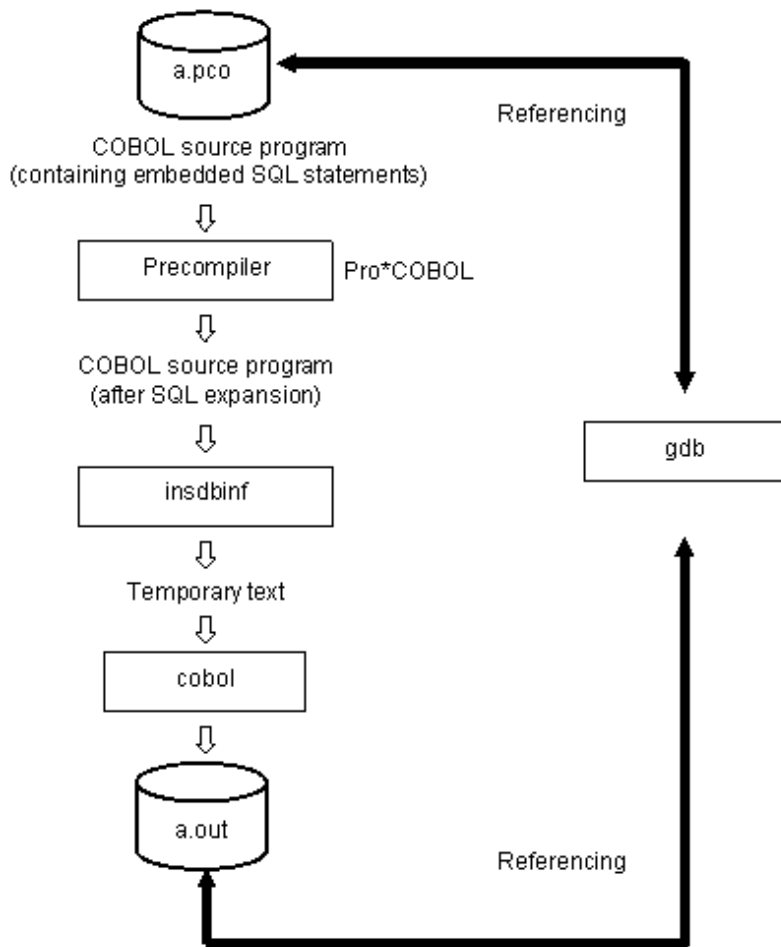 a.pco
Referencing
COBOL source program
(containing embedded SQL statements)
Precompiler
Pro*COBOL
COBOL source program
(after SQL expansion)
gdb
insdbinf
Temporary text
cobol
a.out
Referencing